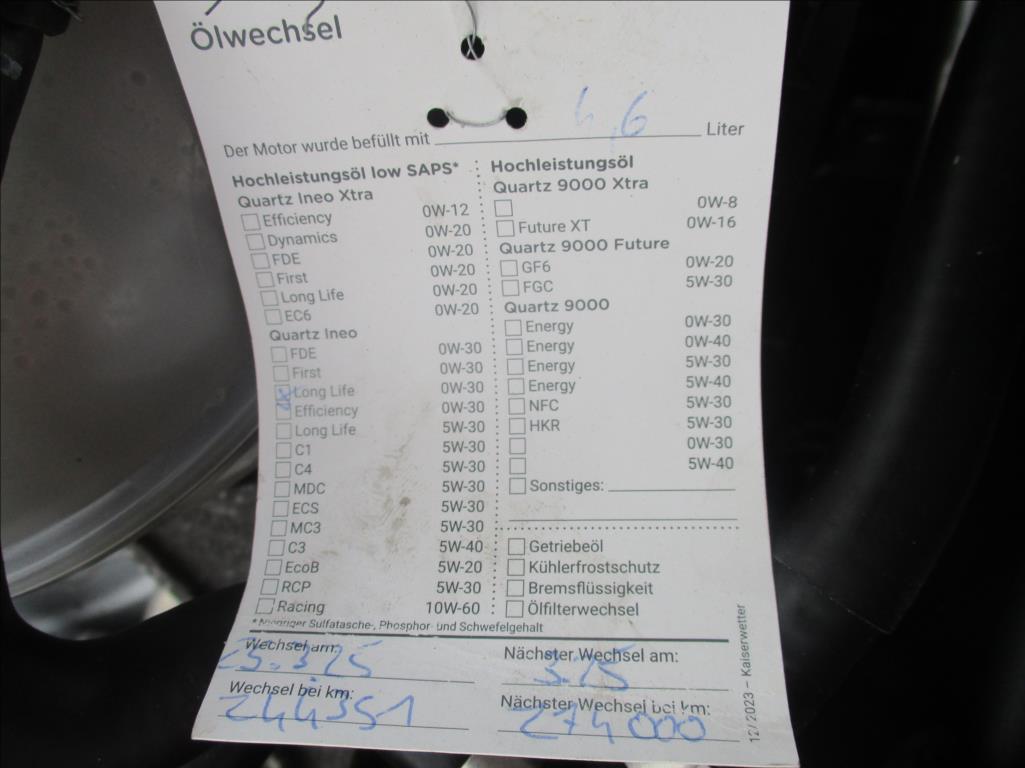 Ölwechsel
Der Motor wurde befüllt mit 4,6 Liter
Hochleistungsöl low SAPS*
Quartz Ineo Xtra
Efficiency 0W-12
Dynamics 0W-20
FDE 0W-20
First 0W-20
Long Life 0W-20
EC6 0W-20
Quartz Ineo
FDE 0W-30
First 0W-30
x Long Life 0W-30
Efficiency 0W-30
Long Life 5W-30
C1 5W-30
C4 5W-30
MDC 5W-30
ECS 5W-30
MC3 5W-30
C3 5W-40
EcoB 5W-20
RCP 5W-30
Racing 10W-60
*Niedriger Sulfatasche-, Phosphor- und Schwefelgehalt
Hochleistungsöl
Quartz 9000 Xtra
0W-8
Future XT 0W-16
Quartz 9000 Future
GF6 0W-20
FGC 5W-30
Quartz 9000
Energy 0W-30
Energy 0W-40
Energy 5W-30
Energy 5W-40
NFC 5W-30
HKR 5W-30
0W-30
5W-40
Sonstiges:
Getriebeöl
Kühlerfrostschutz
Bremsflüssigkeit
Ölfilterwechsel
Wechsel am:
25.3.25
Nächster Wechsel am:
Wechsel bei km:
244351
Nächster Wechsel bei km:
274000
12/2023 – Kaiserwetter